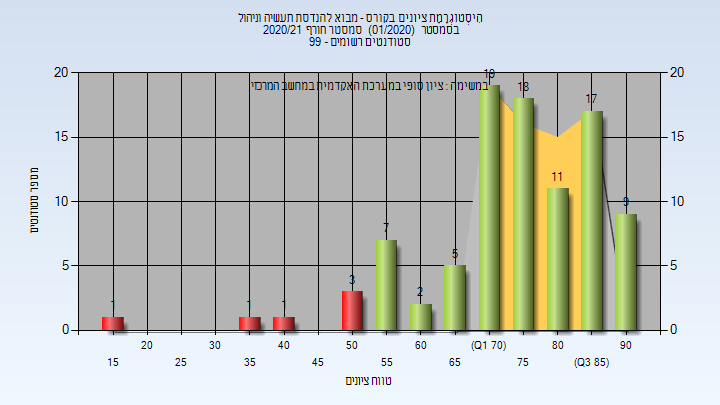 היסטוגרמת ציונים בקורס - מבוא להנדסת תעשיה וניהול
בסמסטר (01/2020) סמסטר חורף 2020/21
סטודנטים רשומים - 99
במשימה : ציון סופי במערכת האקדמית במחשב המרכזי
מספר סטודנטים
20 15 10 5 0
20 15 10 5 0
1 1 1 3 7 2 5 19 18 11 17 9
20 30 40 50 60 (Q1 70) 80 90
15 25 35 45 55 65 75 (Q3 85)
טווח ציונים